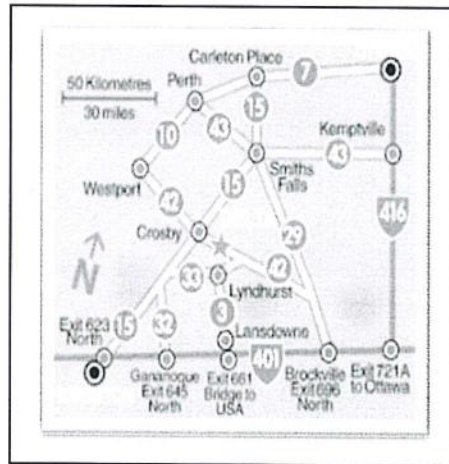 Carleton Place
7
50 Kilometres
Perth
30 miles
15
Kemptville
10
43
43
Smiths
Falls
Westport
15
42
416
Crosby
29
N
42
33
Lyndhurst
Exit 623
North
15
32
3
Lansdowne
401
Gananoque
Exit 645
North
Exit 661
Bridge to
USA
Brockville
Exit 696
North
Exit 721A
to Ottawa